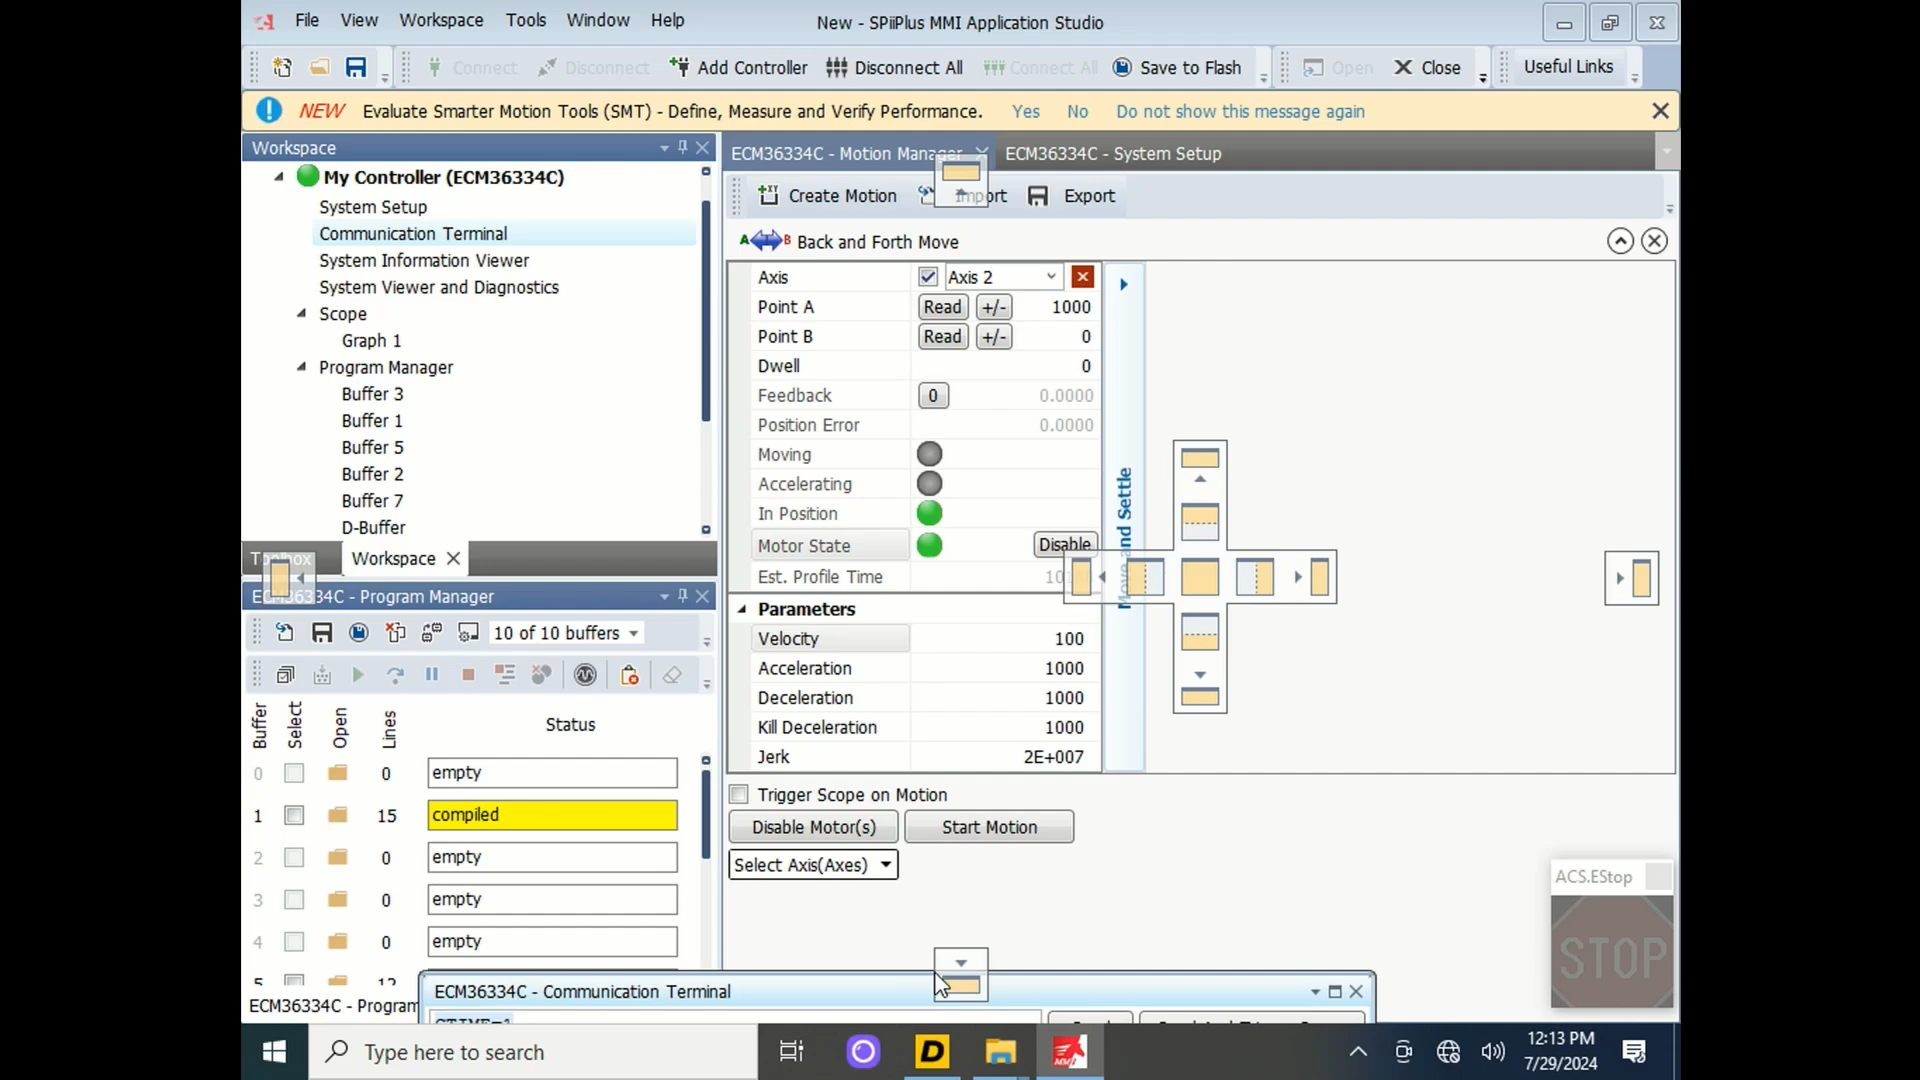 File View Workspace Tools Window Help
New - SPiiPlus MMI Application Studio
Connect Disconnect Add Controller Disconnect All Connect All Save to Flash Open Close Useful Links
NEW Evaluate Smarter Motion Tools (SMT) - Define, Measure and Verify Performance. Yes No Do not show this message again
Workspace
My Controller (ECM36334C)
System Setup
Communication Terminal
System Information Viewer
System Viewer and Diagnostics
Scope
Graph 1
Program Manager
Buffer 3
Buffer 1
Buffer 5
Buffer 2
Buffer 7
D-Buffer
Workspace
ECM36334C - Program Manager
10 of 10 buffers
Buffer Select Open Lines Status
0 0 empty
1 15 compiled
2 0 empty
3 0 empty
4 0 empty
5 12
ECM36334C - Program
ECM36334C - Motion Manager ECM36334C - System Setup
Create Motion Import Export
A B Back and Forth Move
Axis Axis 2
Point A Read +/- 1000
Point B Read +/- 0
Dwell 0
Feedback 0 0.0000
Position Error 0.0000
Moving
Accelerating
In Position
Motor State Disable
Est. Profile Time
Parameters
Velocity 100
Acceleration 1000
Deceleration 1000
Kill Deceleration 1000
Jerk 2E+007
Move and Settle
Trigger Scope on Motion
Disable Motor(s) Start Motion
Select Axis(Axes)
ACS.EStop
STOP
ECM36334C - Communication Terminal
Type here to search
D
MMI
12:13 PM
7/29/2024